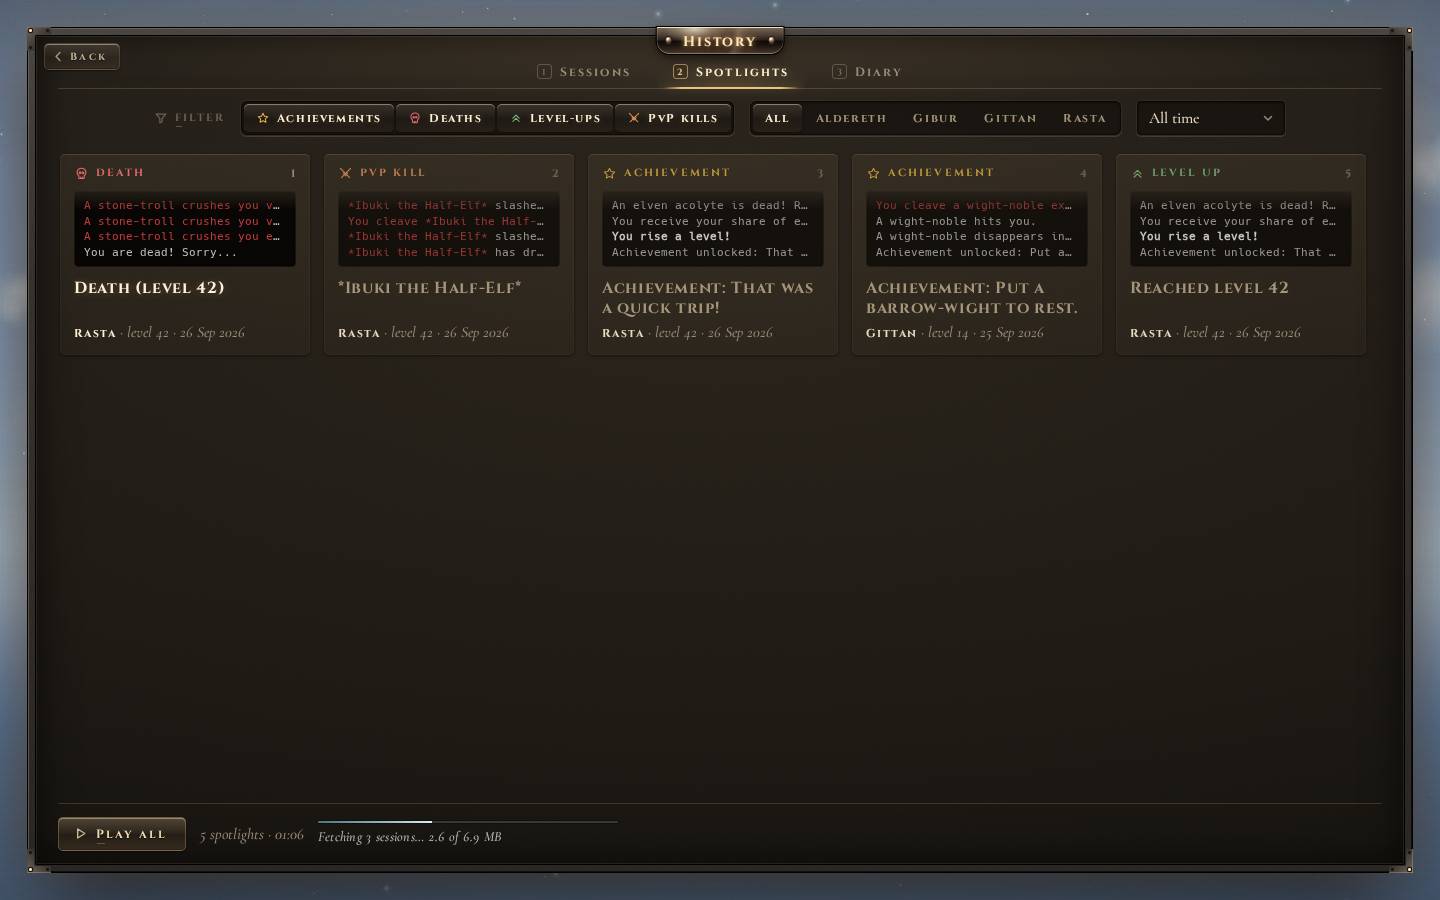 History
Back
1 Sessions
2 Spotlights
3 Diary
Filter
Achievements
Deaths
Level-ups
PvP kills
All
Aldereth
Gibur
Gittan
Rasta
All time
Death 1
A stone-troll crushes you v…
A stone-troll crushes you v…
A stone-troll crushes you e…
You are dead! Sorry...
Death (level 42)
Rasta · level 42 · 26 Sep 2026
PvP kill 2
*Ibuki the Half-Elf* slashe…
You cleave *Ibuki the Half-…
*Ibuki the Half-Elf* slashe…
*Ibuki the Half-Elf* has dr…
*Ibuki the Half-Elf*
Rasta · level 42 · 26 Sep 2026
Achievement 3
An elven acolyte is dead! R…
You receive your share of e…
You rise a level!
Achievement unlocked: That …
Achievement: That was
a quick trip!
Rasta · level 42 · 26 Sep 2026
Achievement 4
You cleave a wight-noble ex…
A wight-noble hits you.
A wight-noble disappears in…
Achievement unlocked: Put a…
Achievement: Put a
barrow-wight to rest.
Gittan · level 14 · 25 Sep 2026
Level up 5
An elven acolyte is dead! R…
You receive your share of e…
You rise a level!
Achievement unlocked: That …
Reached level 42
Rasta · level 42 · 26 Sep 2026
Play all
5 spotlights · 01:06
Fetching 3 sessions… 2.6 of 6.9 MB